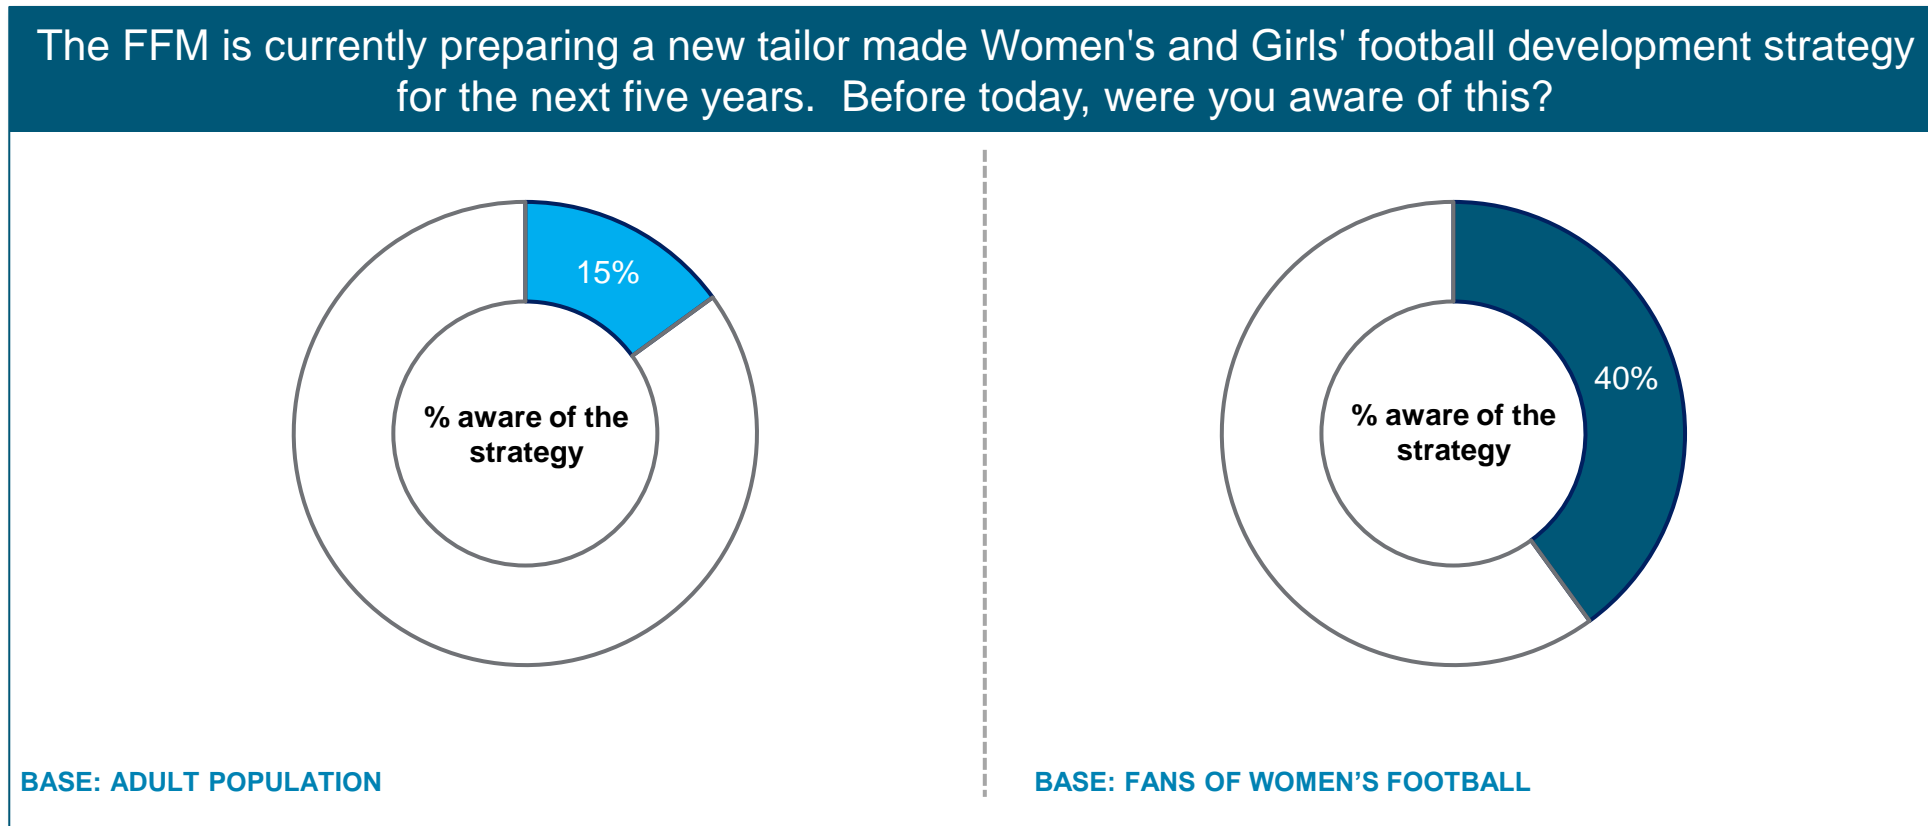 The FFM is currently preparing a new tailor made Women's and Girls' football development strategy
for the next five years.  Before today, were you aware of this?
15%
% aware of the
strategy
BASE: ADULT POPULATION
40%
% aware of the
strategy
BASE: FANS OF WOMEN’S FOOTBALL